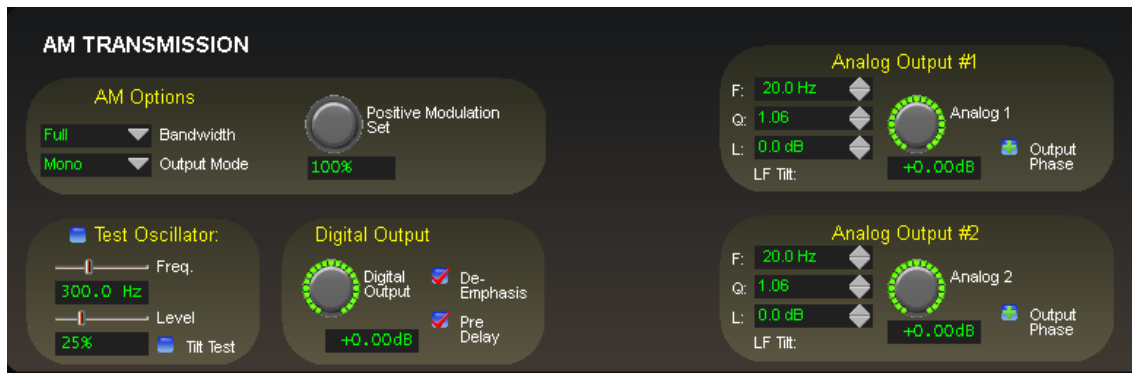 AM TRANSMISSION
AM Options
Full Bandwidth
Mono Output Mode
Positive Modulation
Set
100%
Test Oscillator:
Freq.
300.0 Hz
Level
25% Tilt Test
Digital Output
Digital
Output
De-
Emphasis
Pre
Delay
+0.00dB
Analog Output #1
F: 20.0 Hz
Q: 1.06
L: 0.0 dB
LF Tilt:
Analog 1
+0.00dB
Output
Phase
Analog Output #2
F: 20.0 Hz
Q: 1.06
L: 0.0 dB
LF Tilt:
Analog 2
+0.00dB
Output
Phase